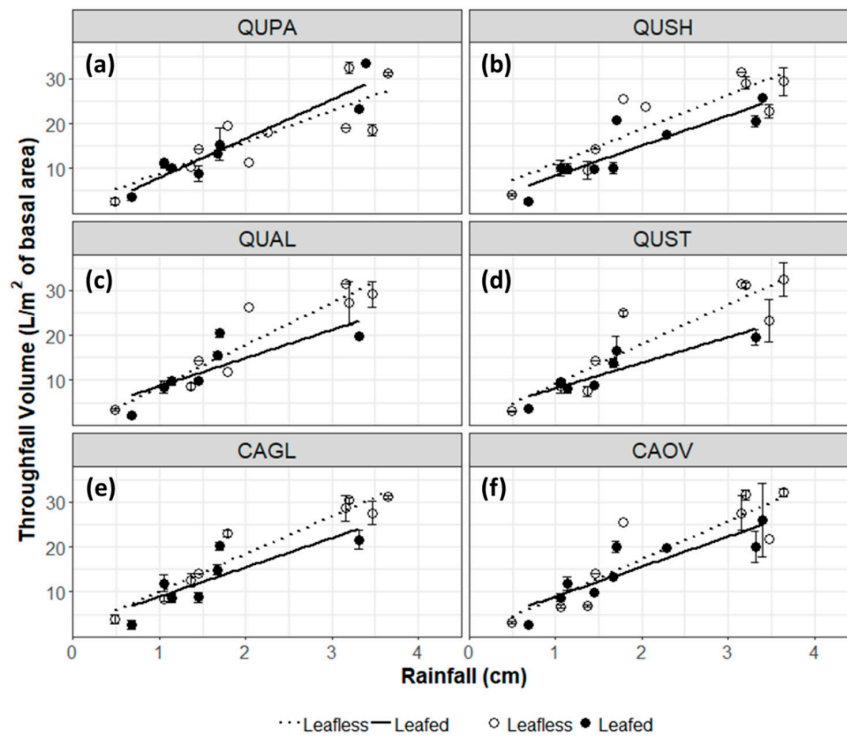 QUPA
QUSH
(a)
(b)
30
20
10
QUAL
QUST
(c)
(d)
30
20
10
CAGL
CAOV
(e)
(f)
30
20
10
0 1 2 3 4 0 1 2 3 4
Throughfall Volume (L/m² of basal area)
Rainfall (cm)
Leafless Leafed Leafless Leafed